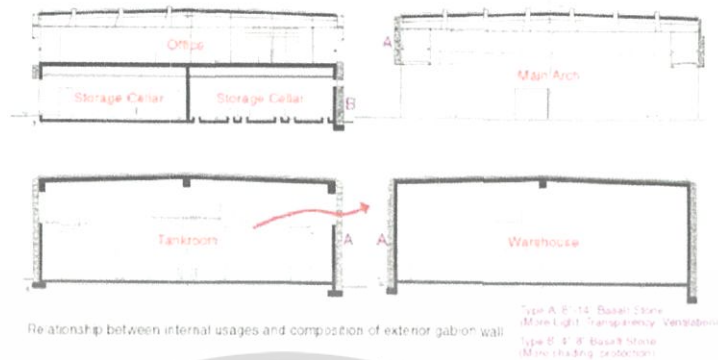 Office
A
Storage Cellar Storage Cellar
B
Main Arch
Tankroom
A
A
Warehouse
Relationship between internal usages and composition of exterior gabion wall
Type A: 8"-14" Basalt Stone
(More Light, Transparency, Ventilation)
Type B: 4"-8" Basalt Stone
(More shading, protection)